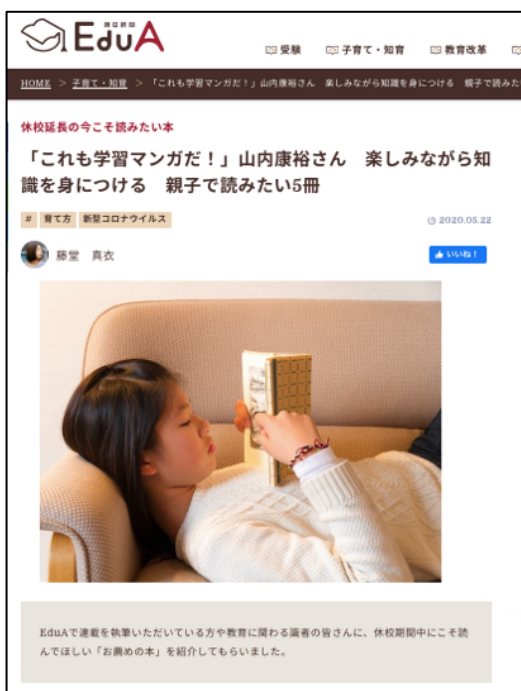 朝日新聞
EduA
受験 子育て・知育 教育改革
HOME > 子育て・知育 > 「これも学習マンガだ！」山内康裕さん 楽しみながら知識を身につける 親子で読みた
休校延長の今こそ読みたい本
「これも学習マンガだ！」山内康裕さん 楽しみながら知
識を身につける 親子で読みたい5冊
# 育て方 新型コロナウイルス
2020.05.22
藤堂 真衣
いいね！
EduAで連載を執筆いただいている方や教育に関わる識者の皆さんに、休校期間中にこそ読
んでほしい「お薦めの本」を紹介してもらいました。